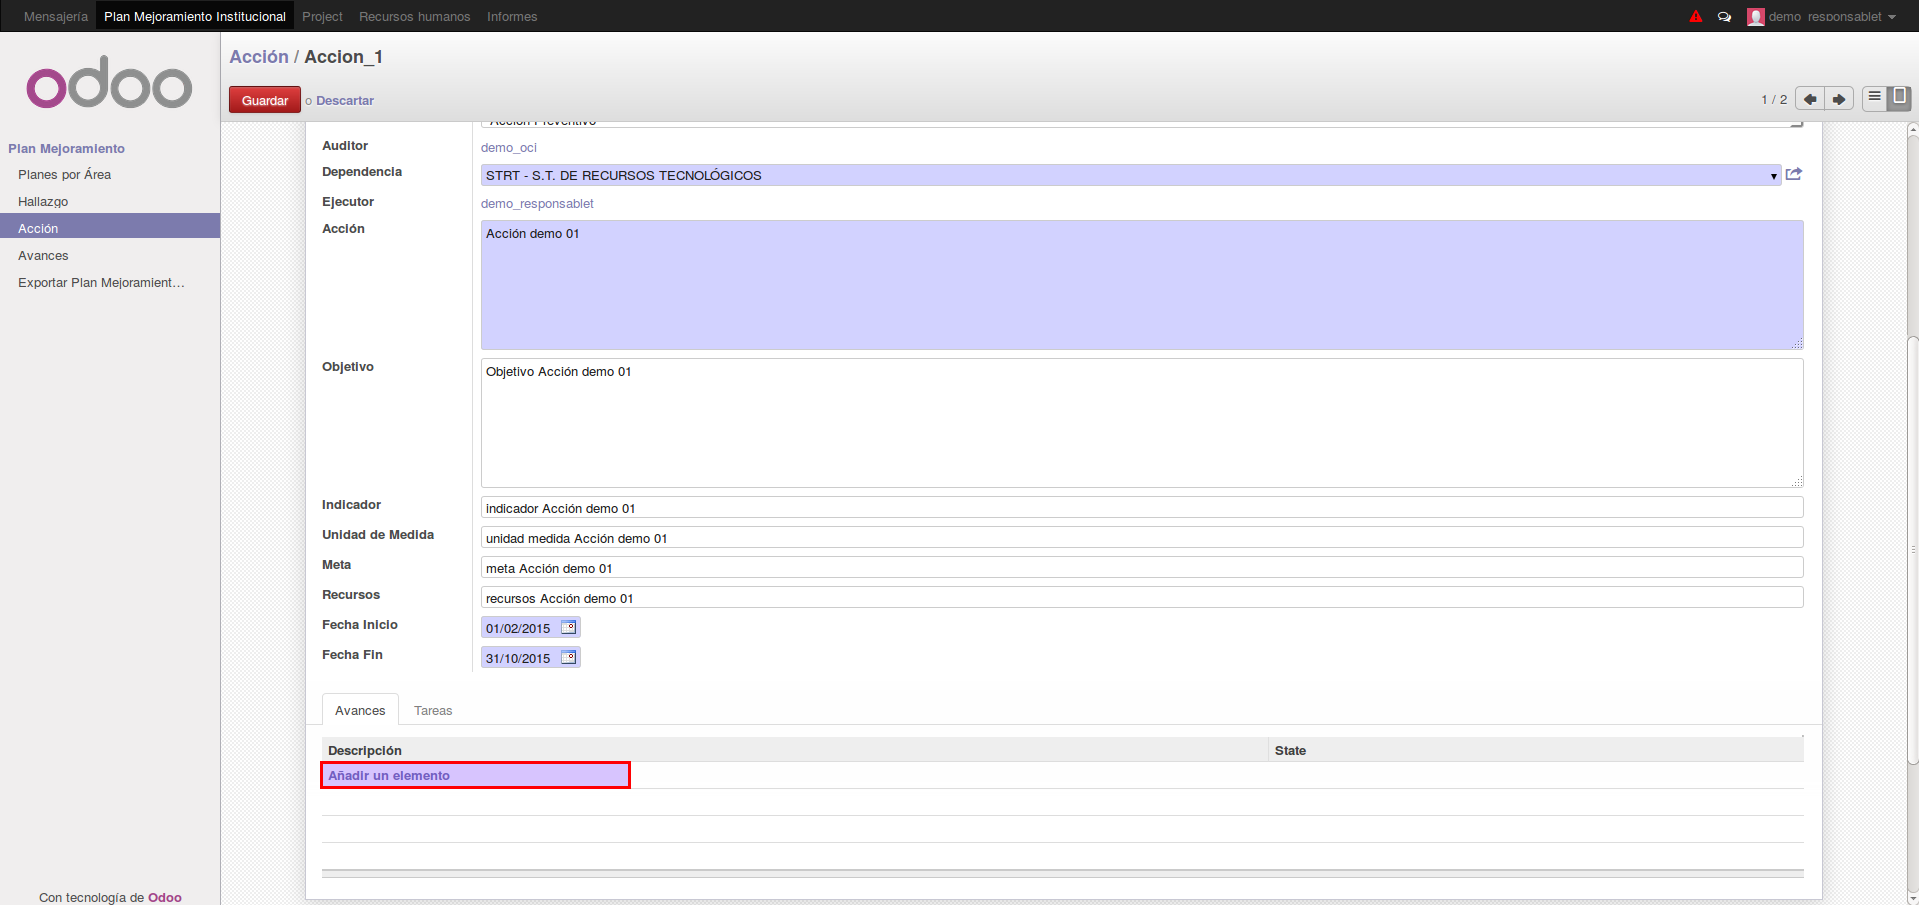 Mensajería Plan Mejoramiento Institucional Project Recursos humanos Informes demo_responsablet
odoo
Acción / Accion_1
Guardar o Descartar
1 / 2
Plan Mejoramiento
Planes por Área
Hallazgo
Acción
Avances
Exportar Plan Mejoramient…
Con tecnología de Odoo
Acción Preventivo
Auditor demo_oci
Dependencia STRT - S.T. DE RECURSOS TECNOLÓGICOS
Ejecutor demo_responsablet
Acción Acción demo 01
Objetivo Objetivo Acción demo 01
Indicador indicador Acción demo 01
Unidad de Medida unidad medida Acción demo 01
Meta meta Acción demo 01
Recursos recursos Acción demo 01
Fecha Inicio 01/02/2015
Fecha Fin 31/10/2015
Avances Tareas
Descripción State
Añadir un elemento